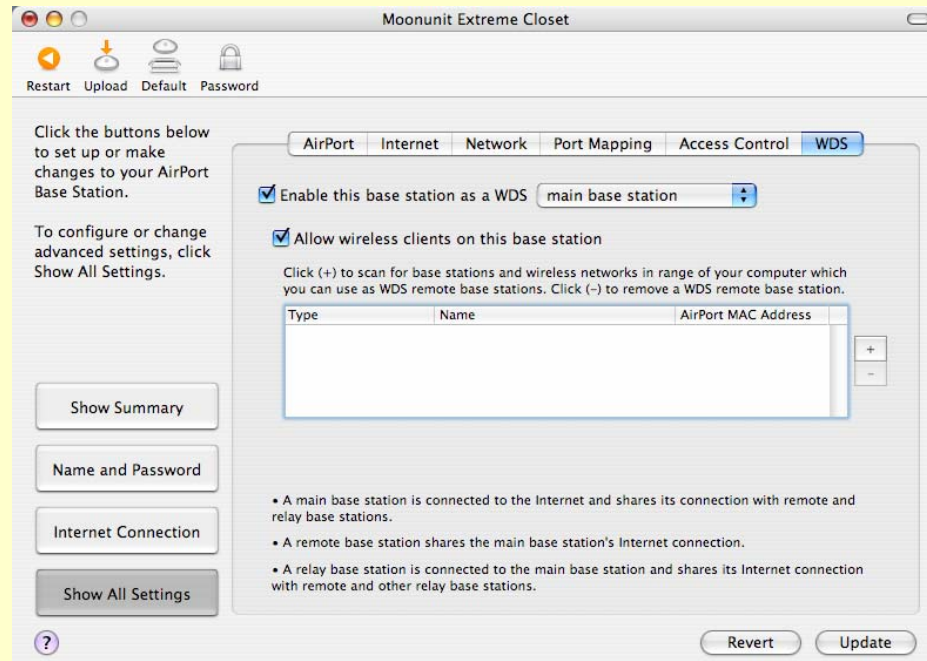 Moonunit Extreme Closet
Restart Upload Default Password
Click the buttons below
to set up or make
changes to your AirPort
Base Station.
To configure or change
advanced settings, click
Show All Settings.
Show Summary
Name and Password
Internet Connection
Show All Settings
?
AirPort Internet Network Port Mapping Access Control WDS
Enable this base station as a WDS main base station
Allow wireless clients on this base station
Click (+) to scan for base stations and wireless networks in range of your computer which
you can use as WDS remote base stations. Click (–) to remove a WDS remote base station.
Type Name AirPort MAC Address
+
-
• A main base station is connected to the Internet and shares its connection with remote and
relay base stations.
• A remote base station shares the main base station's Internet connection.
• A relay base station is connected to the main base station and shares its Internet connection
with remote and other relay base stations.
Revert Update